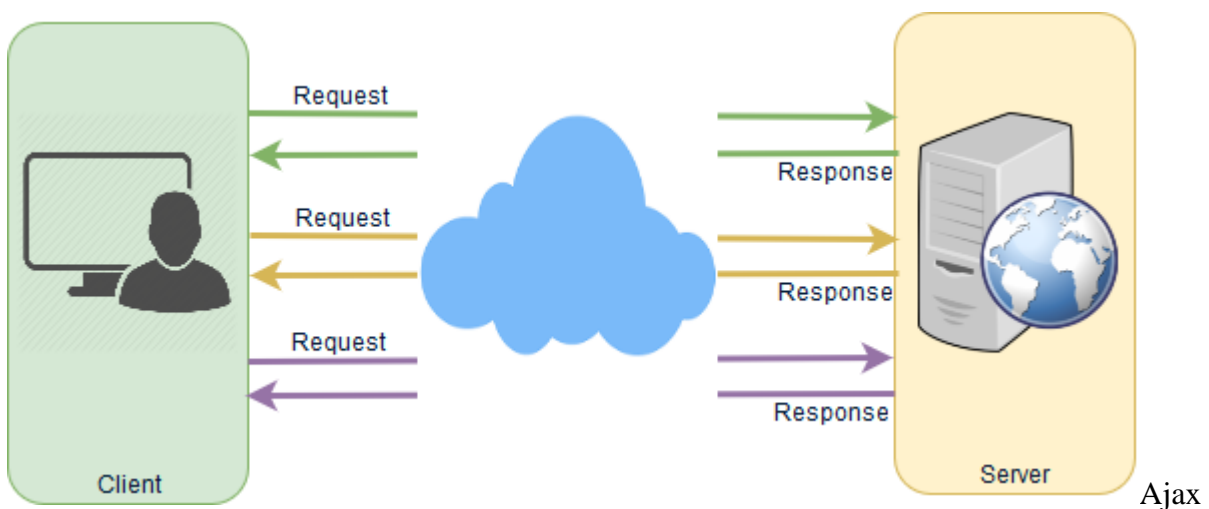 Request
Response
Request
Response
Request
Response
Client
Server
Ajax